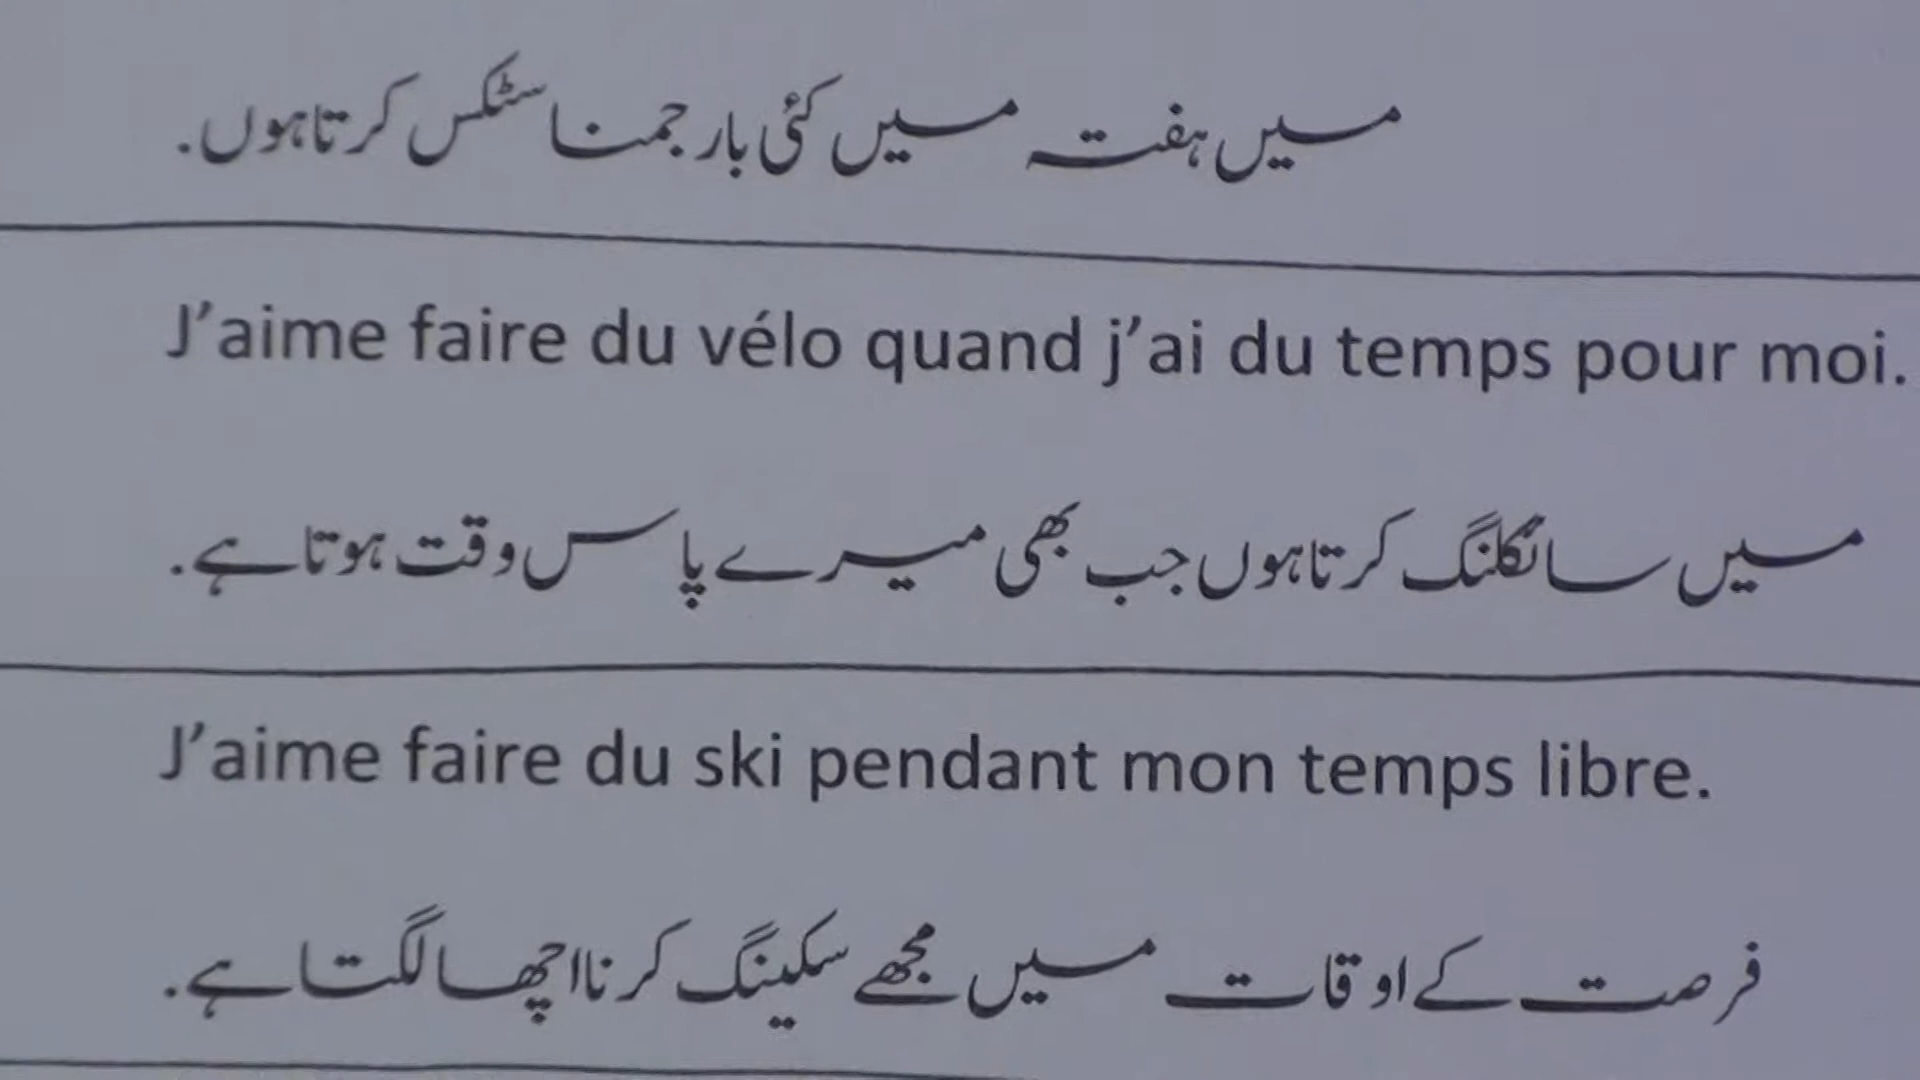 میں ہفتہ میں کئی بار جمناسٹکس کرتا ہوں.
J’aime faire du vélo quand j’ai du temps pour moi.
میں سائکلنگ کرتا ہوں جب بھی میرے پاس وقت ہوتا ہے.
J’aime faire du ski pendant mon temps libre.
فرصت کے اوقات میں مجھے سکینگ کرنا اچھا لگتا ہے.